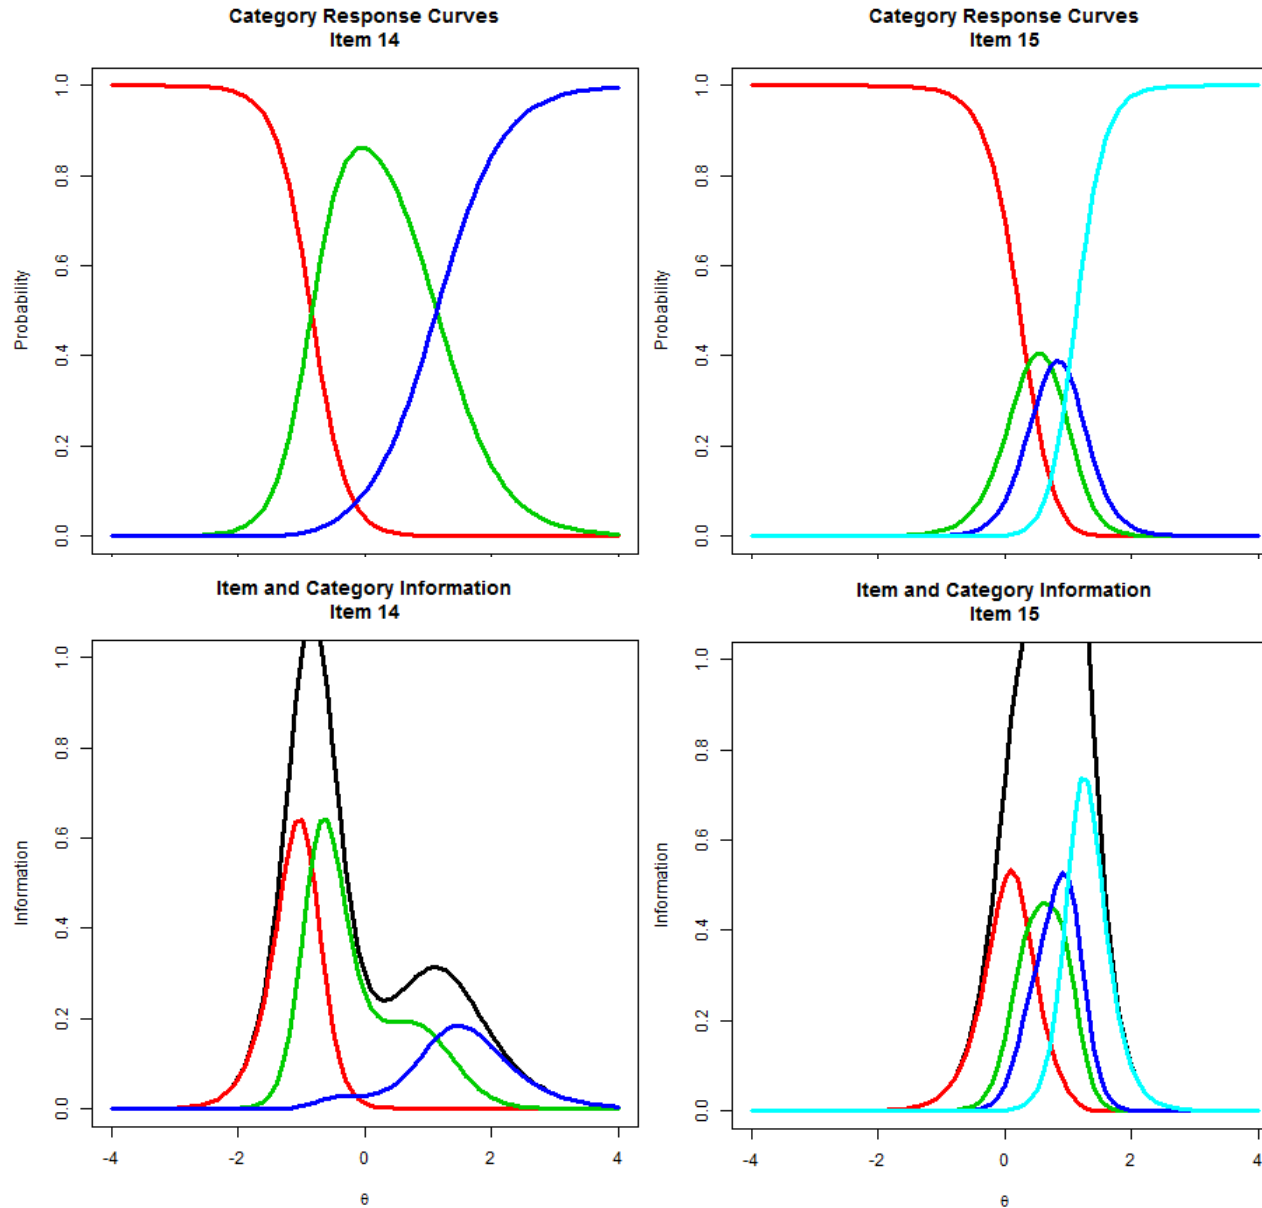 Category Response Curves
Item 14
Probability
0.0 0.2 0.4 0.6 0.8 1.0
Category Response Curves
Item 15
Probability
0.0 0.2 0.4 0.6 0.8 1.0
Item and Category Information
Item 14
Information
0.0 0.2 0.4 0.6 0.8 1.0
-4 -2 0 2 4
θ
Item and Category Information
Item 15
Information
0.0 0.2 0.4 0.6 0.8 1.0
-4 -2 0 2 4
θ